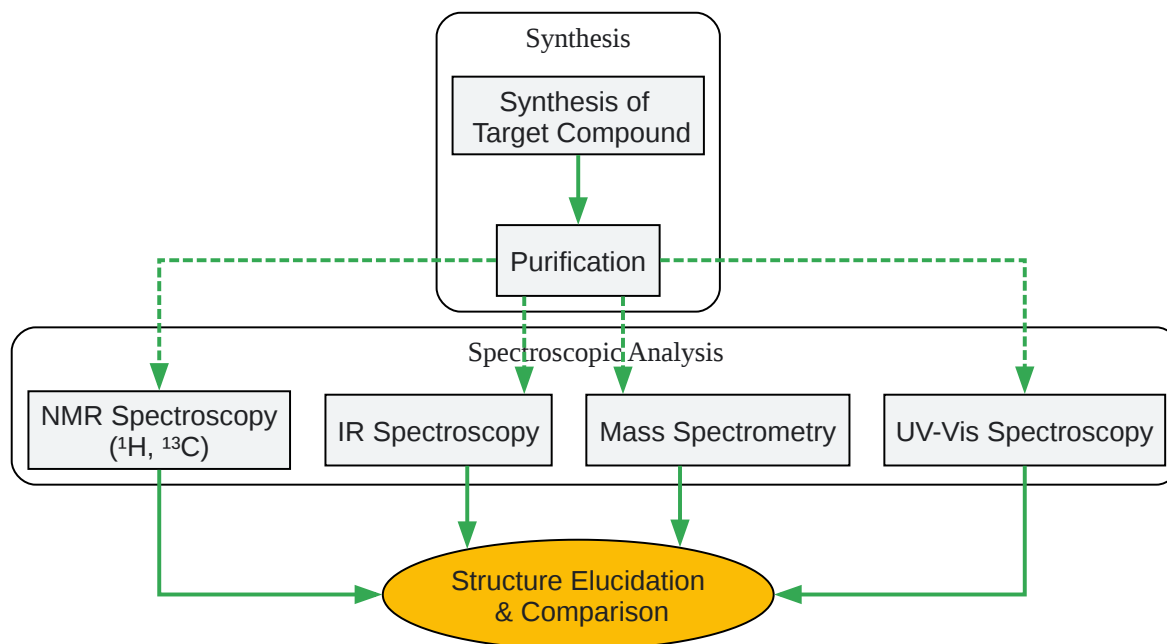 Synthesis
Synthesis of
Target Compound
Purification
Spectroscopic Analysis
NMR Spectroscopy
(¹H, ¹³C)
IR Spectroscopy
Mass Spectrometry
UV-Vis Spectroscopy
Structure Elucidation
& Comparison